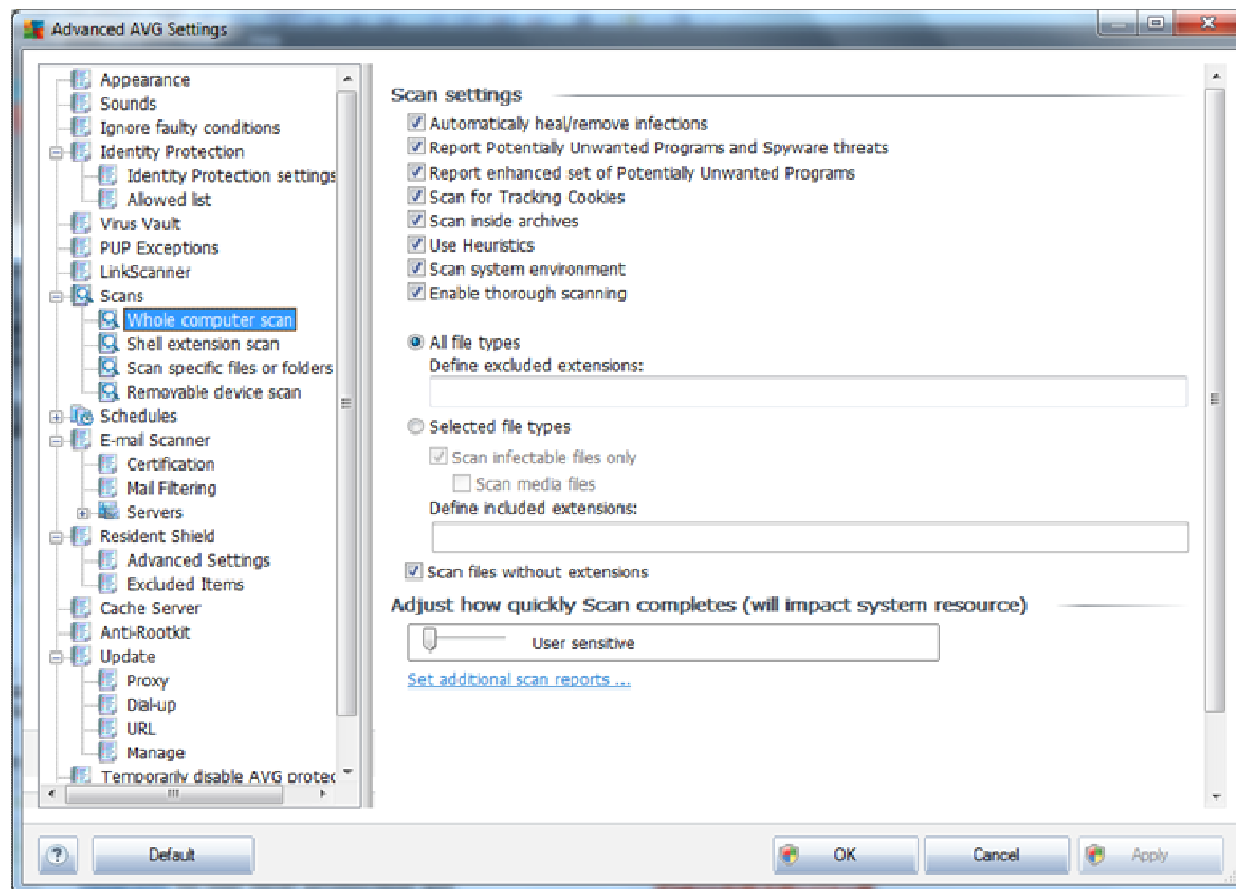 Advanced AVG Settings
Appearance
Sounds
Ignore faulty conditions
Identity Protection
Identity Protection settings
Allowed list
Virus Vault
PUP Exceptions
LinkScanner
Scans
Whole computer scan
Shell extension scan
Scan specific files or folders
Removable device scan
Schedules
E-mail Scanner
Certification
Mail Filtering
Servers
Resident Shield
Advanced Settings
Excluded Items
Cache Server
Anti-Rootkit
Update
Proxy
Dial-up
URL
Manage
Temporarily disable AVG protec
Scan settings
Automatically heal/remove infections
Report Potentially Unwanted Programs and Spyware threats
Report enhanced set of Potentially Unwanted Programs
Scan for Tracking Cookies
Scan inside archives
Use Heuristics
Scan system environment
Enable thorough scanning
All file types
Define excluded extensions:
Selected file types
Scan infectable files only
Scan media files
Define included extensions:
Scan files without extensions
Adjust how quickly Scan completes (will impact system resource)
User sensitive
Set additional scan reports ...
? Default OK Cancel Apply